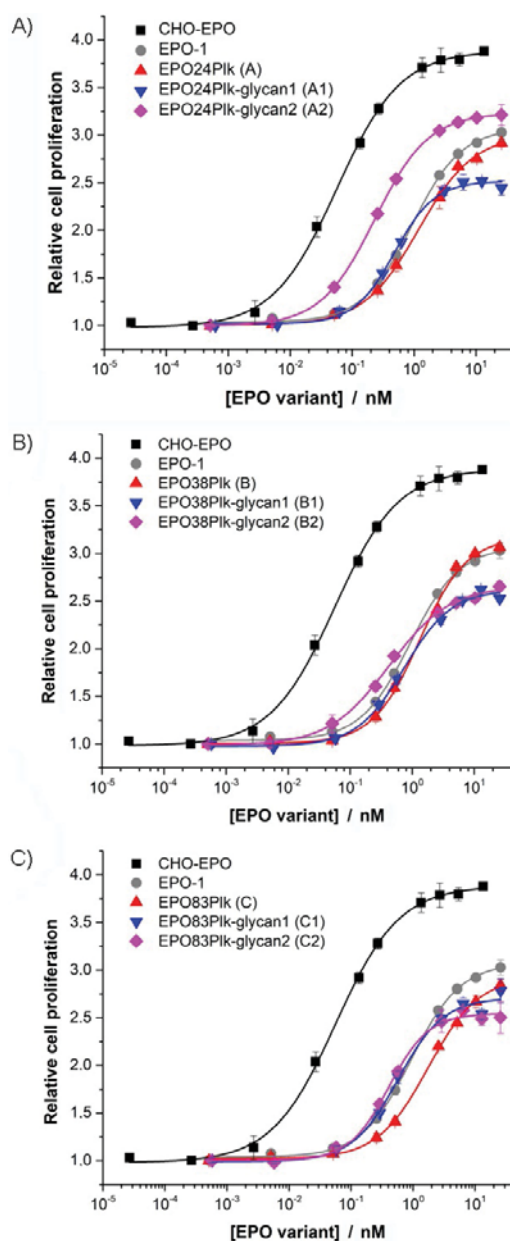 A)
CHO-EPO
EPO-1
EPO24Plk (A)
EPO24Plk-glycan1 (A1)
EPO24Plk-glycan2 (A2)
Relative cell proliferation
4.0
3.5
3.0
2.5
2.0
1.5
1.0
10⁻⁵ 10⁻⁴ 10⁻³ 10⁻² 10⁻¹ 10⁰ 10¹
[EPO variant] / nM
B)
CHO-EPO
EPO-1
EPO38Plk (B)
EPO38Plk-glycan1 (B1)
EPO38Plk-glycan2 (B2)
Relative cell proliferation
4.0
3.5
3.0
2.5
2.0
1.5
1.0
10⁻⁵ 10⁻⁴ 10⁻³ 10⁻² 10⁻¹ 10⁰ 10¹
[EPO variant] / nM
C)
CHO-EPO
EPO-1
EPO83Plk (C)
EPO83Plk-glycan1 (C1)
EPO83Plk-glycan2 (C2)
Relative cell proliferation
4.0
3.5
3.0
2.5
2.0
1.5
1.0
10⁻⁵ 10⁻⁴ 10⁻³ 10⁻² 10⁻¹ 10⁰ 10¹
[EPO variant] / nM